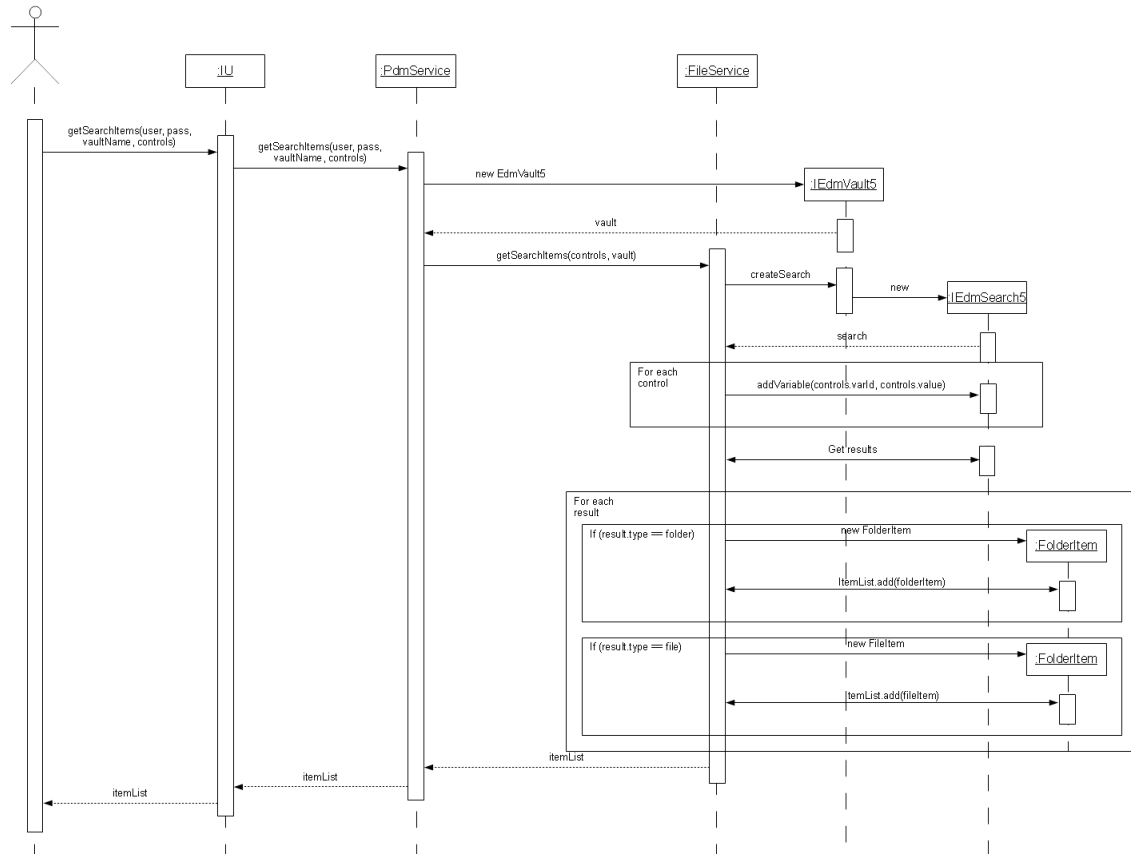 :IU
:PdmService
:FileService
getSearchItems(user, pass,
vaultName, controls)
getSearchItems(user, pass,
vaultName, controls)
new EdmVault5
:IEdmVault5
vault
getSearchItems(controls, vault)
createSearch
new
:IEdmSearch5
search
For each
control
addVariable(controls.varId, controls.value)
Get results
For each
result
If (result.type == folder)
new FolderItem
:FolderItem
ItemList.add(folderItem)
If (result.type == file)
new FileItem
:FolderItem
temList.add(fileItem)
itemList
itemList
itemList